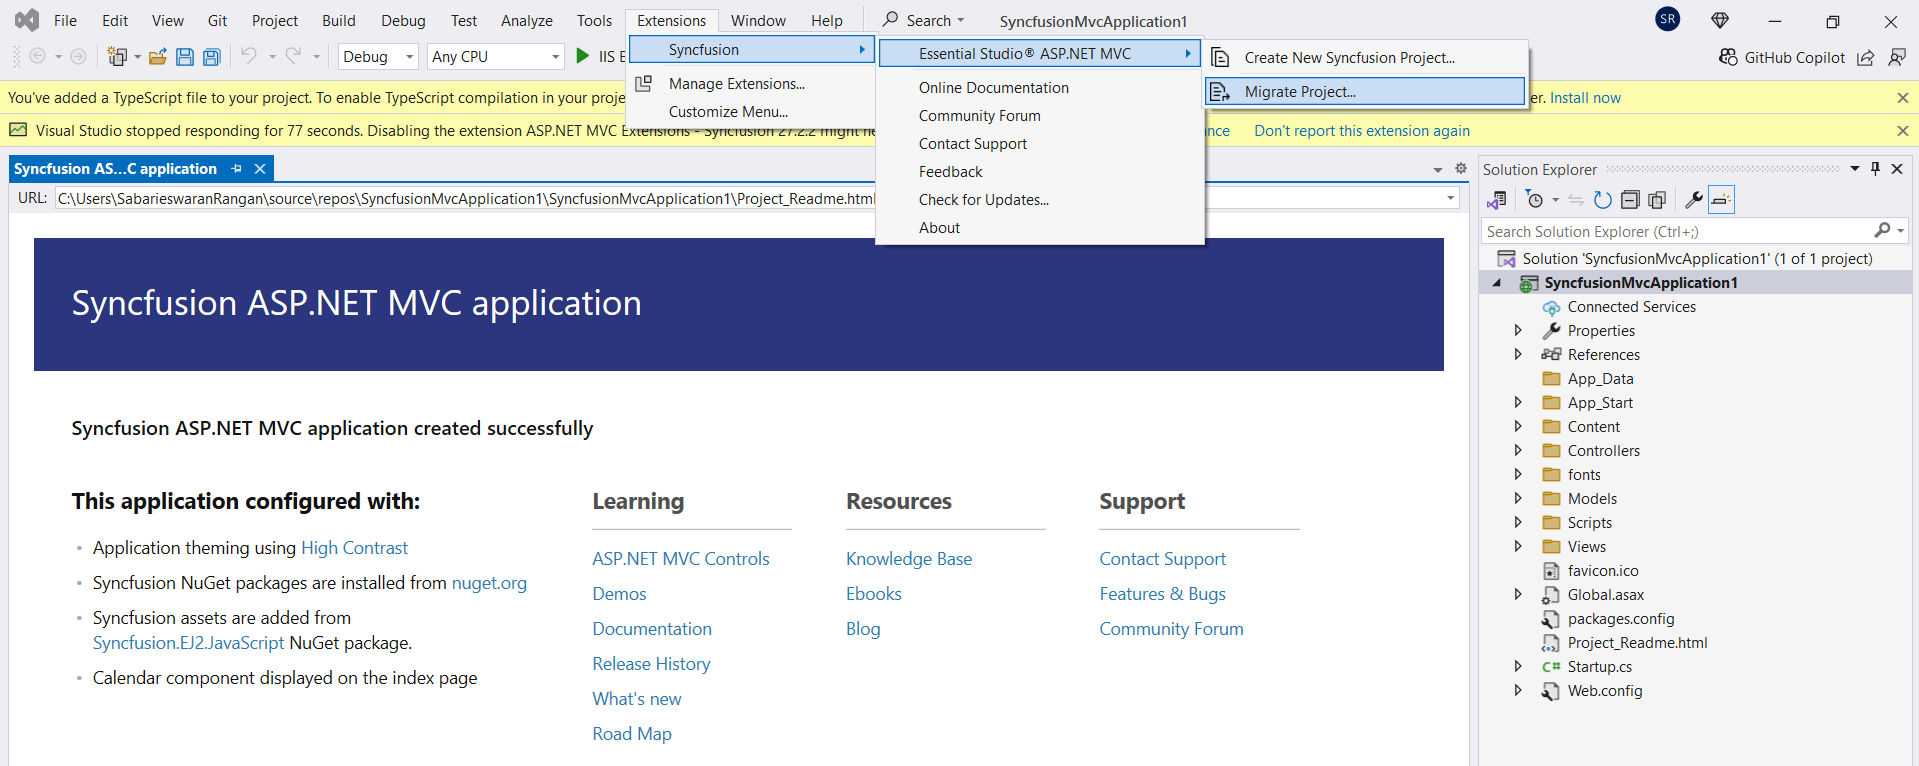 File Edit View Git Project Build Debug Test Analyze Tools Extensions Window Help Search SyncfusionMvcApplication1 SR
Debug Any CPU IIS E GitHub Copilot
Syncfusion
Manage Extensions...
Customize Menu...
Essential Studio® ASP.NET MVC
Online Documentation
Community Forum
Contact Support
Feedback
Check for Updates...
About
Create New Syncfusion Project...
Migrate Project...
You've added a TypeScript file to your project. To enable TypeScript compilation in your proje er. Install now
Visual Studio stopped responding for 77 seconds. Disabling the extension ASP.NET MVC Extensions - Syncfusion 27.2.2 might he ance Don't report this extension again
Syncfusion AS...C application
URL: C:\Users\SabarieswaranRangan\source\repos\SyncfusionMvcApplication1\SyncfusionMvcApplication1\Project_Readme.html
Syncfusion ASP.NET MVC application
Syncfusion ASP.NET MVC application created successfully
This application configured with:
• Application theming using High Contrast
• Syncfusion NuGet packages are installed from nuget.org
• Syncfusion assets are added from
Syncfusion.EJ2.JavaScript NuGet package.
• Calendar component displayed on the index page
Learning
ASP.NET MVC Controls
Demos
Documentation
Release History
What's new
Road Map
Resources
Knowledge Base
Ebooks
Blog
Support
Contact Support
Features & Bugs
Community Forum
Solution Explorer
Search Solution Explorer (Ctrl+;)
Solution 'SyncfusionMvcApplication1' (1 of 1 project)
SyncfusionMvcApplication1
Connected Services
Properties
References
App_Data
App_Start
Content
Controllers
fonts
Models
Scripts
Views
favicon.ico
Global.asax
packages.config
Project_Readme.html
C# Startup.cs
Web.config